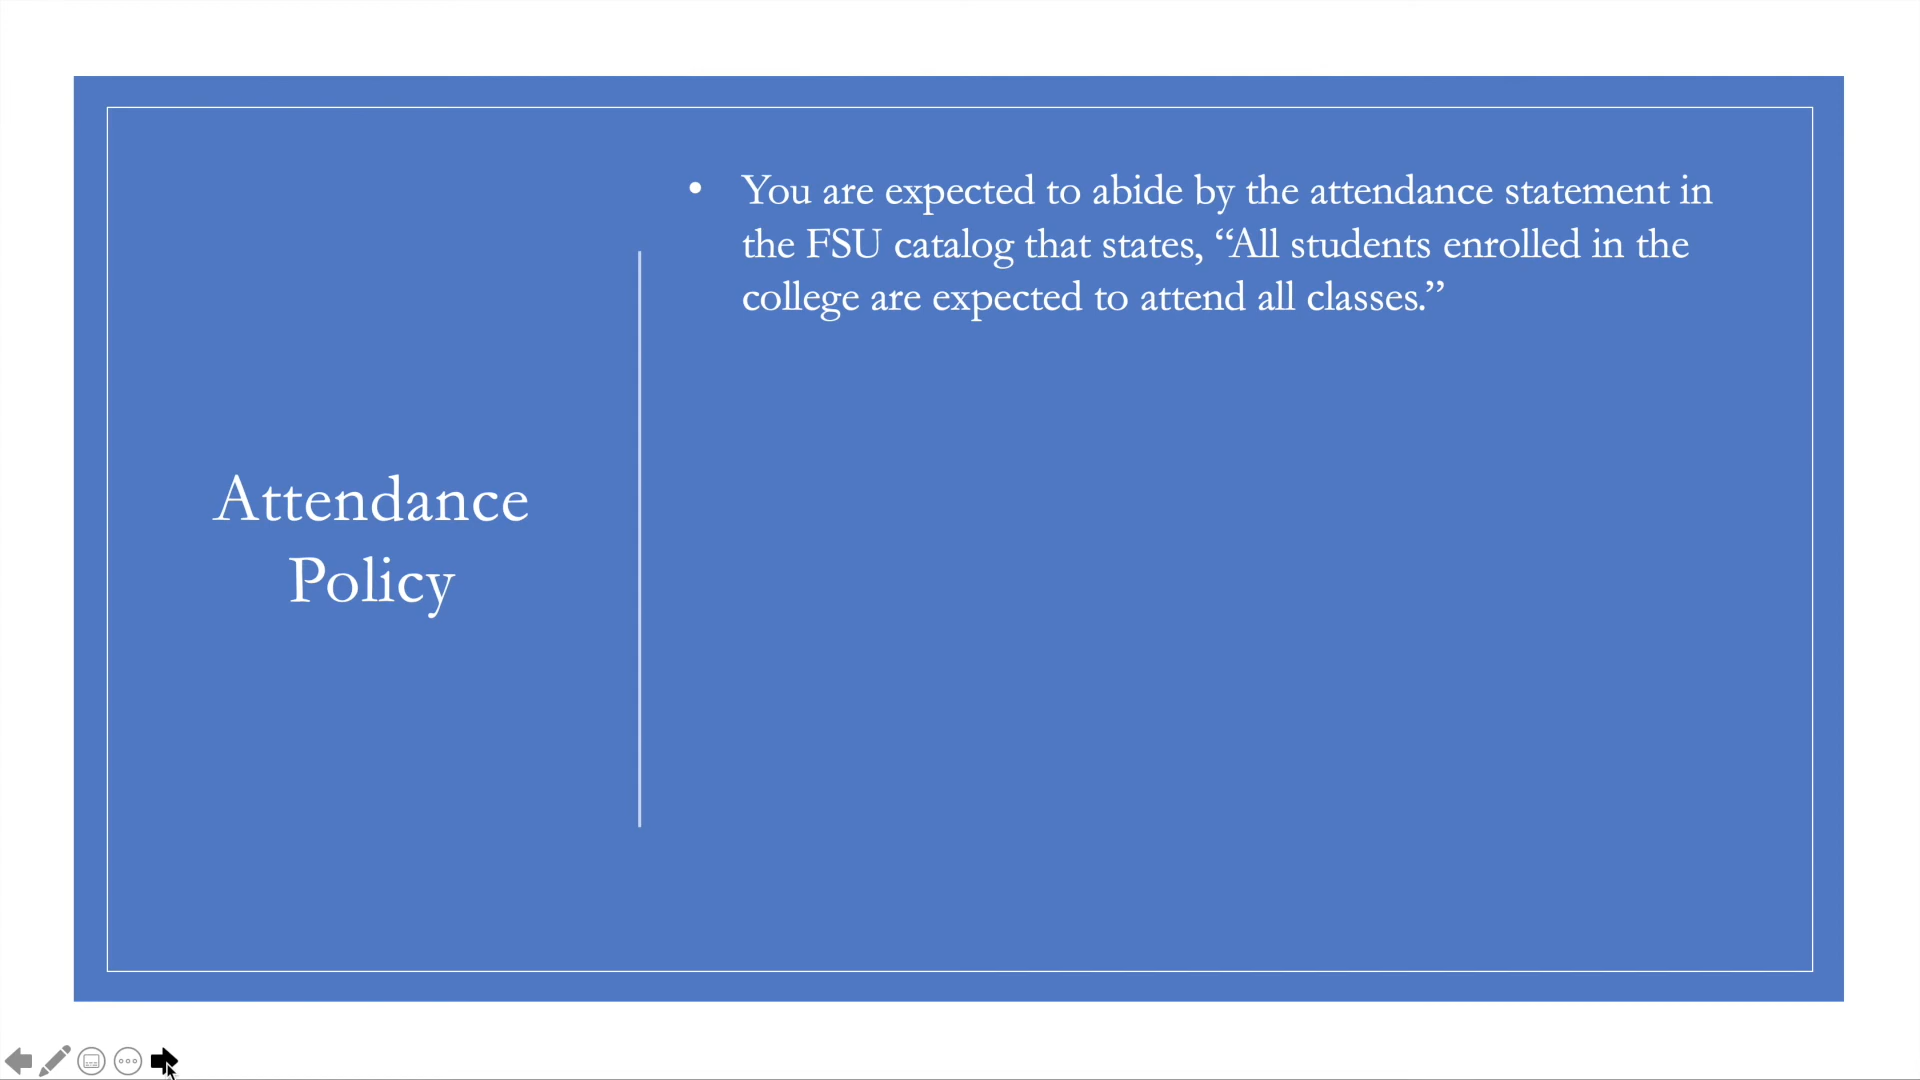 Attendance
Policy
• You are expected to abide by the attendance statement in
the FSU catalog that states, “All students enrolled in the
college are expected to attend all classes.”